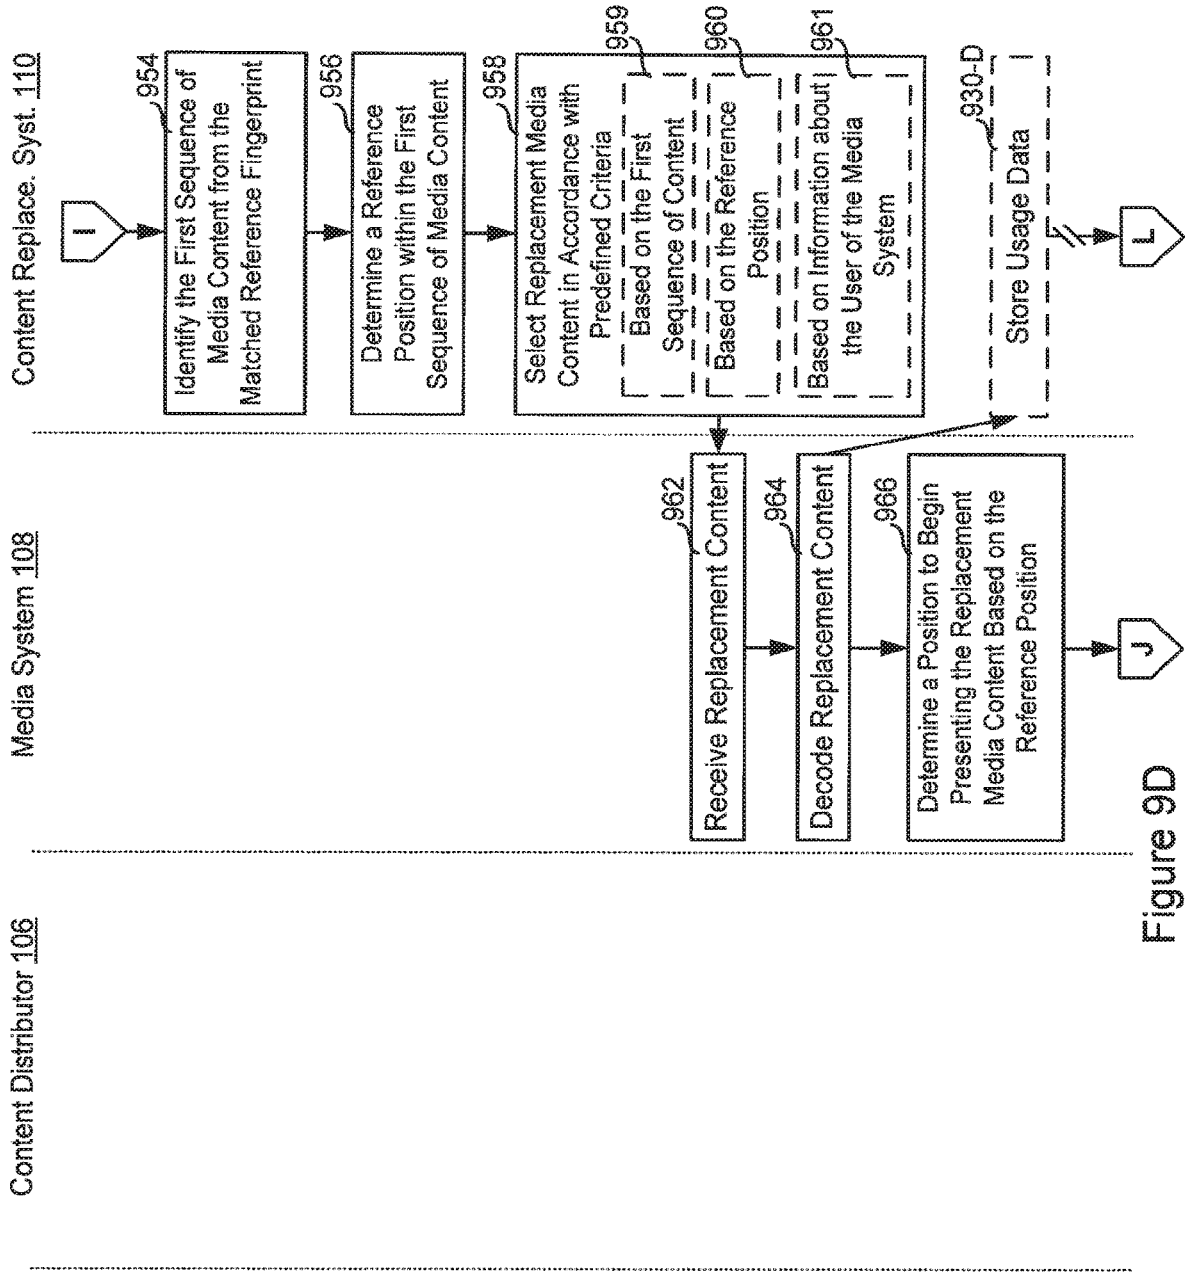 Content Distributor 106
Media System 108
Content Replace. Syst. 110
I
954
Identify the First Sequence of
Media Content from the
Matched Reference Fingerprint
956
Determine a Reference
Position within the First
Sequence of Media Content
958
Select Replacement Media
Content in Accordance with
Predefined Criteria
959
Based on the First
Sequence of Content
960
Based on the Reference
Position
961
Based on Information about
the User of the Media
System
962
Receive Replacement Content
964
Decode Replacement Content
966
Determine a Position to Begin
Presenting the Replacement
Media Content Based on the
Reference Position
930-D
Store Usage Data
J
L
Figure 9D